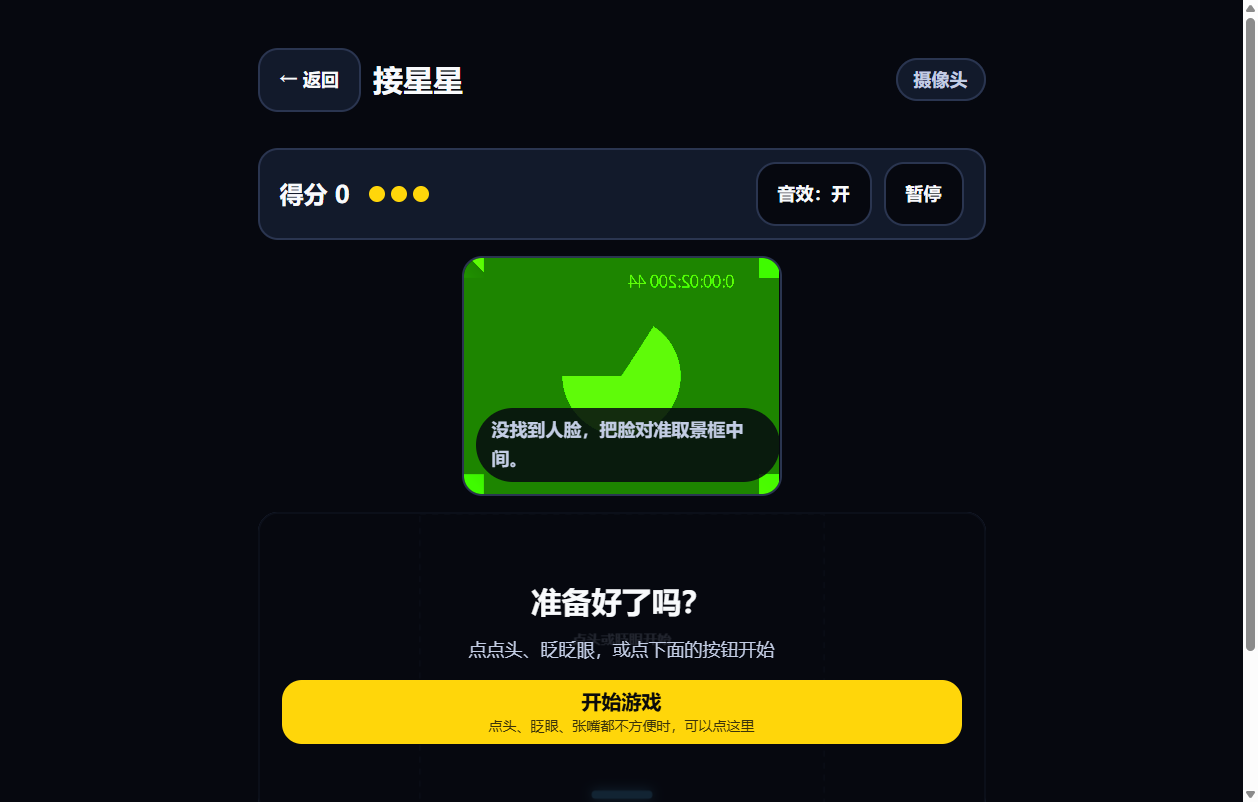 ← 返回
接星星
摄像头
得分 0
音效：开
暂停
0:00:02:200 44
没找到人脸，把脸对准取景框中
间。
准备好了吗？
点点头、眨眨眼，或点下面的按钮开始
开始游戏
点头、眨眼、张嘴都不方便时，可以点这里